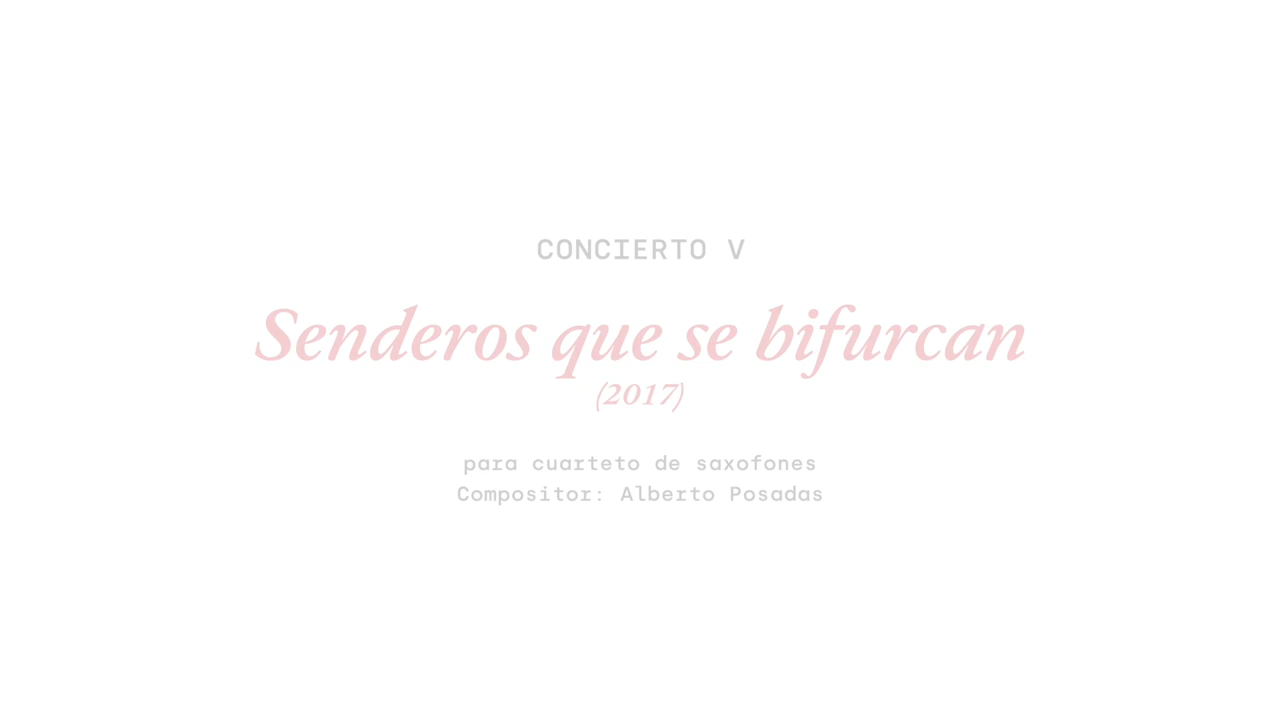 CONCIERTO V
Senderos que se bifurcan
(2017)
para cuarteto de saxofones
Compositor: Alberto Posadas